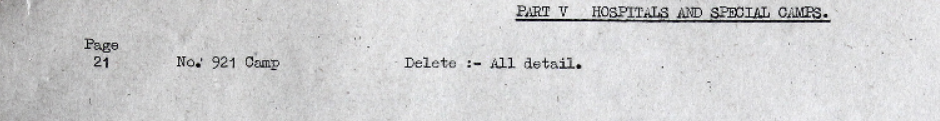 PART V HOSPITALS AND SPECIAL CAMPS.
Page
21 No. 921 Camp Delete :- All detail.